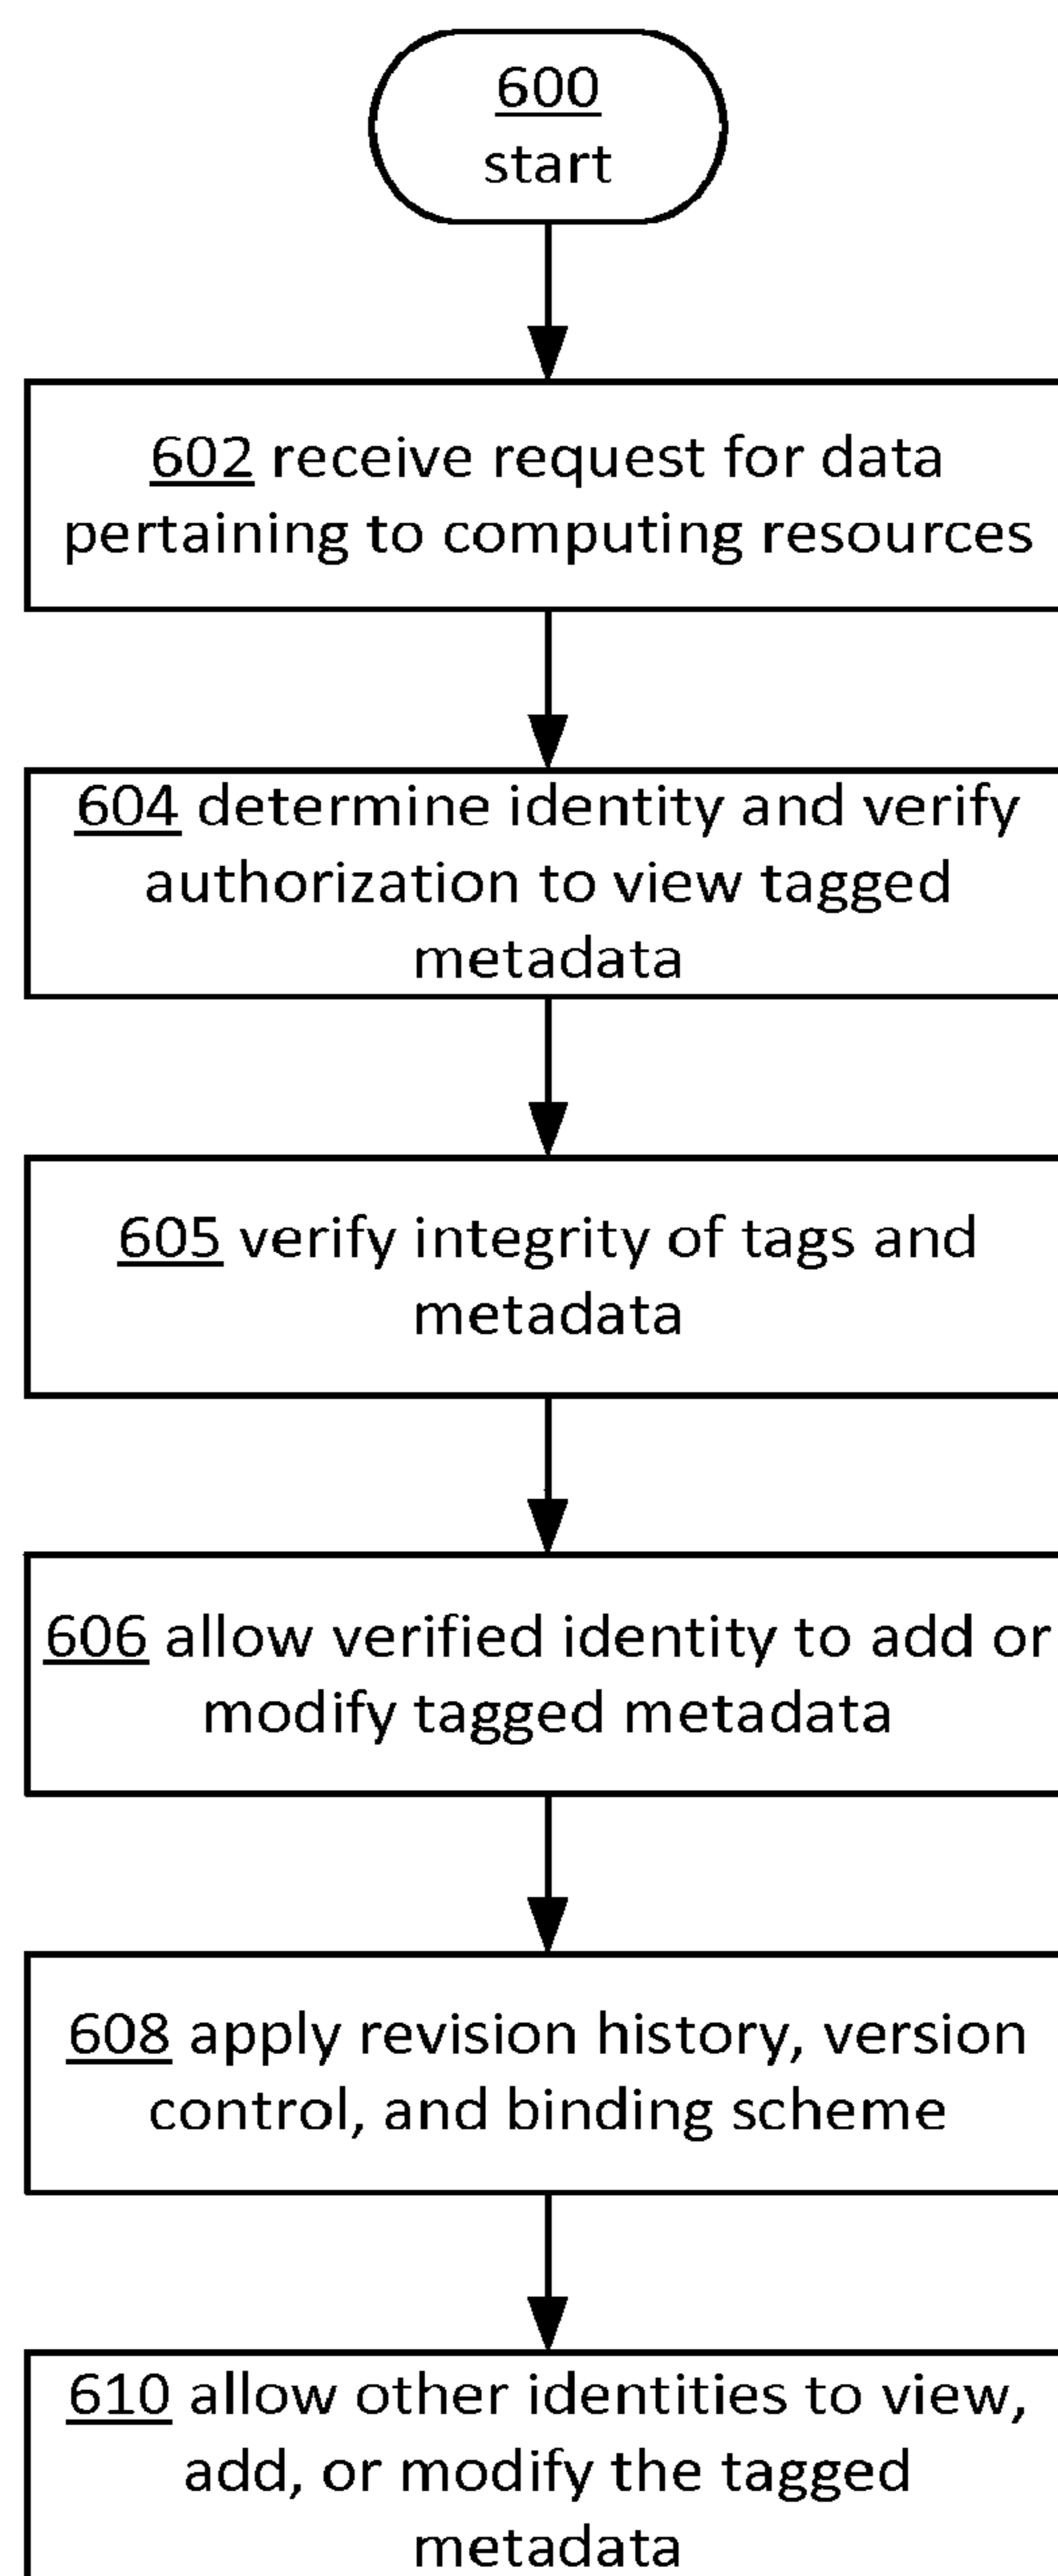 600
start
602 receive request for data
pertaining to computing resources
604 determine identity and verify
authorization to view tagged
metadata
605 verify integrity of tags and
metadata
606 allow verified identity to add or
modify tagged metadata
608 apply revision history, version
control, and binding scheme
610 allow other identities to view,
add, or modify the tagged
metadata